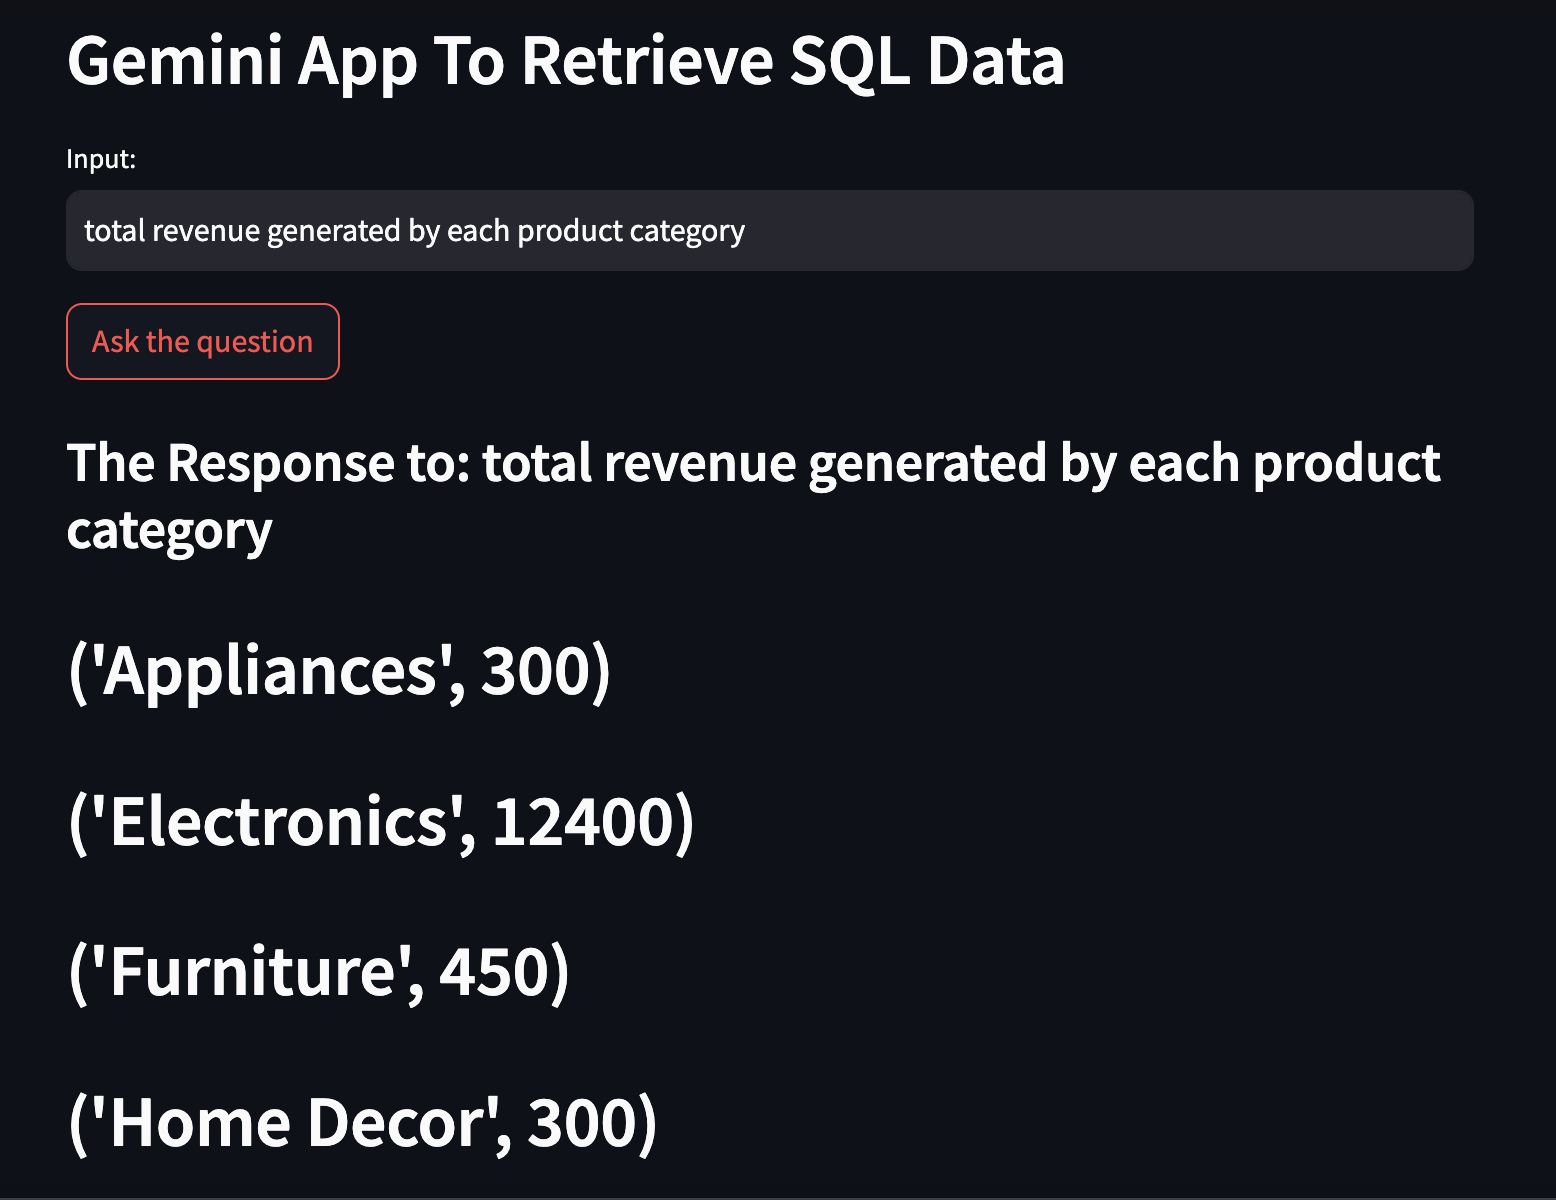 Gemini App To Retrieve SQL Data
Input:
total revenue generated by each product category
Ask the question
The Response to: total revenue generated by each product
category
('Appliances', 300)
('Electronics', 12400)
('Furniture', 450)
('Home Decor', 300)